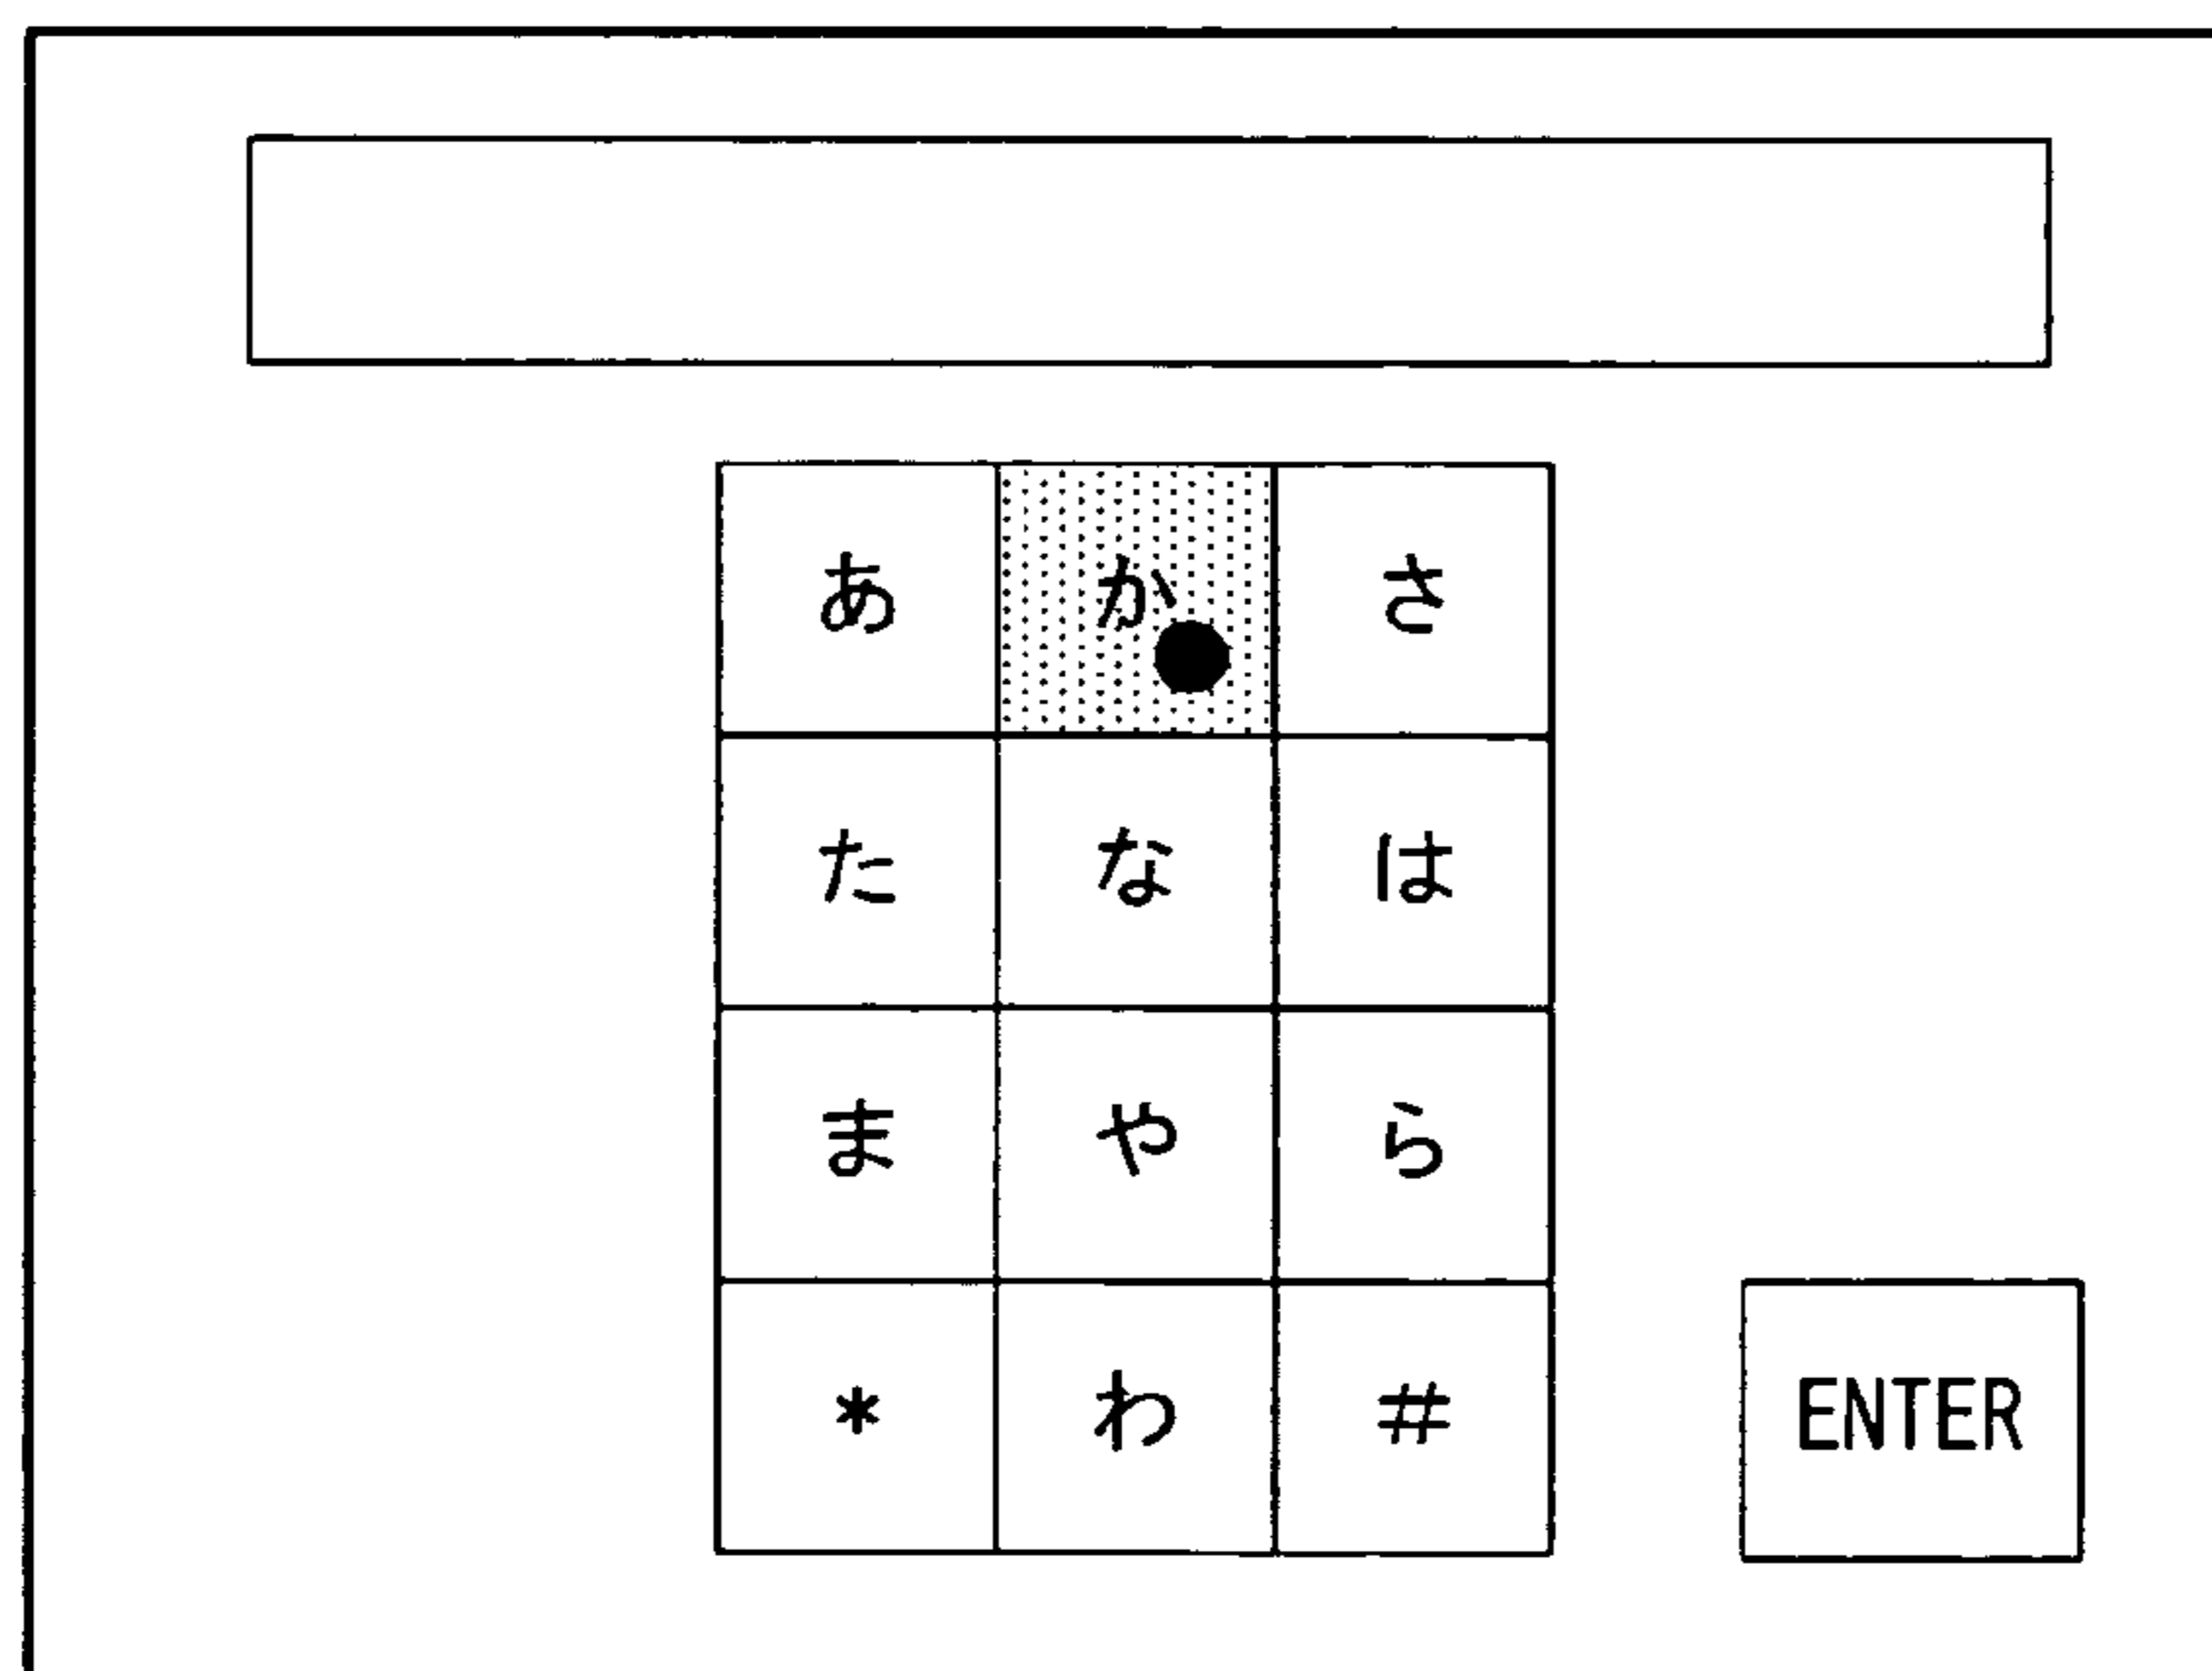 あ か さ
た な は
ま や ら
* わ # ENTER